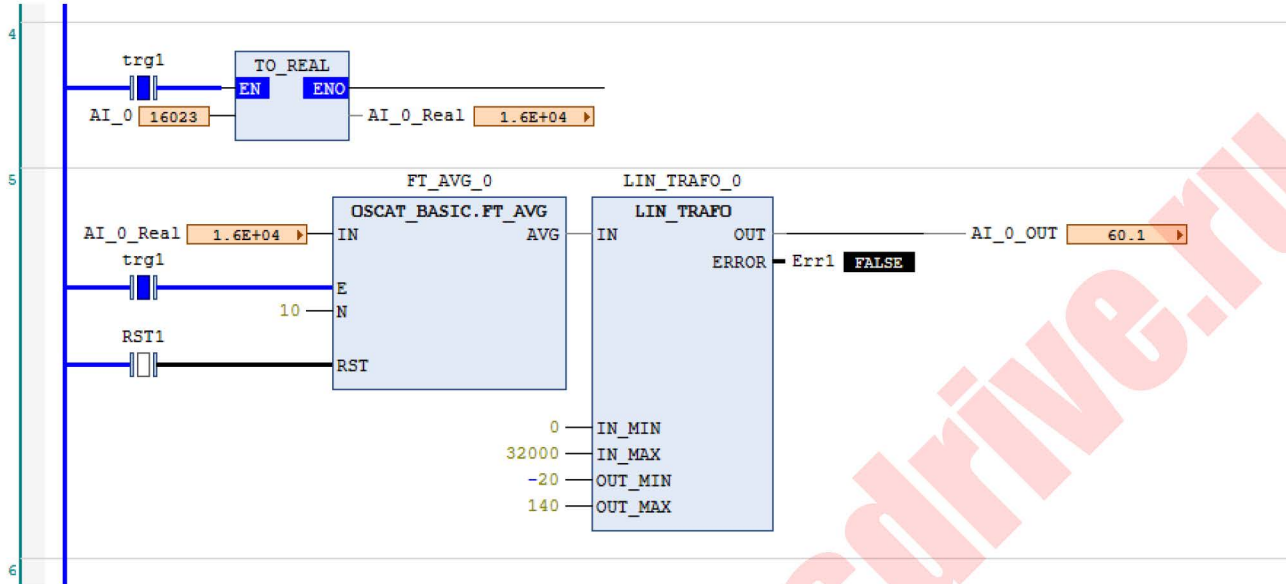 4
trg1
TO_REAL
EN ENO
AI_0 16023 AI_0_Real 1.6E+04
5
FT_AVG_0 LIN_TRAFO_0
OSCAT_BASIC.FT_AVG LIN_TRAFO
AI_0_Real 1.6E+04 IN AVG IN OUT AI_0_OUT 60.1
trg1 ERROR Err1 FALSE
E
10 N
RST1
RST
0 IN_MIN
32000 IN_MAX
-20 OUT_MIN
140 OUT_MAX
6